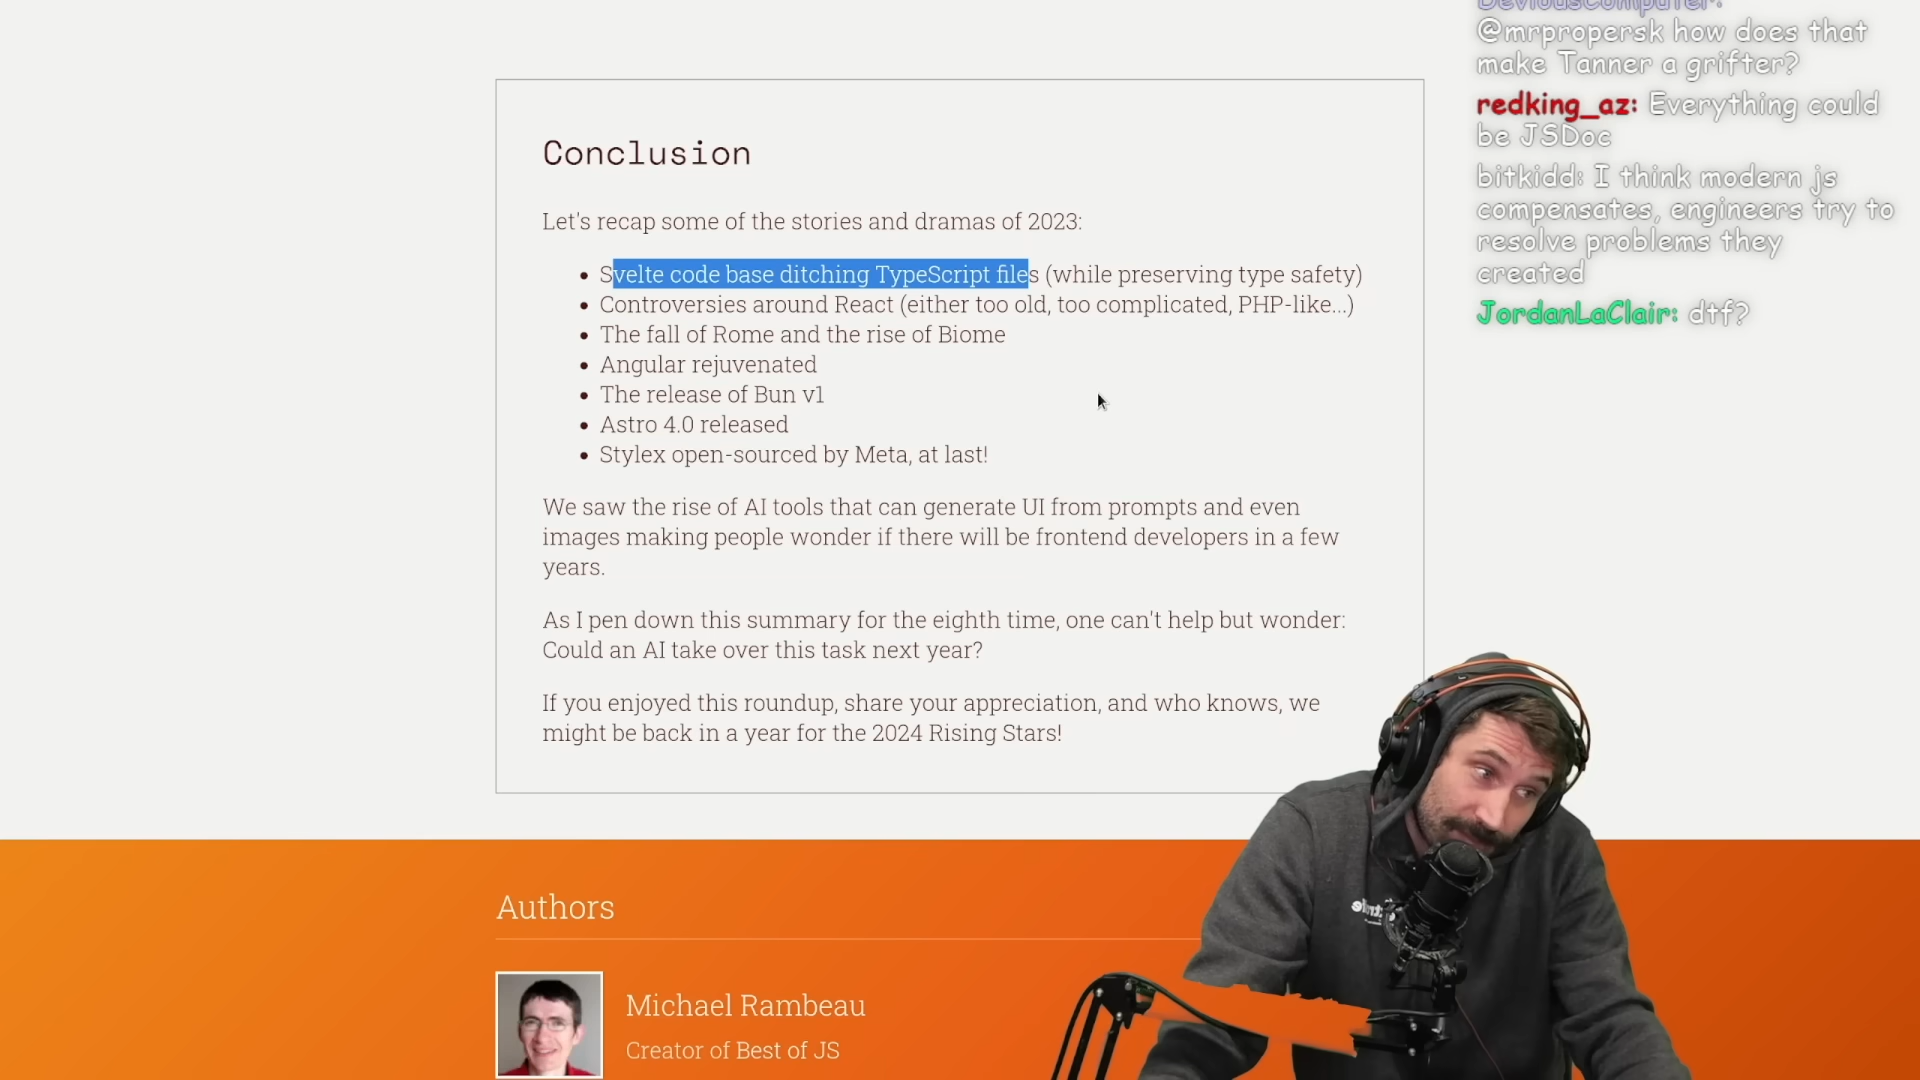 Conclusion
Let's recap some of the stories and dramas of 2023:
• Svelte code base ditching TypeScript files (while preserving type safety)
• Controversies around React (either too old, too complicated, PHP-like...)
• The fall of Rome and the rise of Biome
• Angular rejuvenated
• The release of Bun v1
• Astro 4.0 released
• Stylex open-sourced by Meta, at last!
We saw the rise of AI tools that can generate UI from prompts and even
images making people wonder if there will be frontend developers in a few
years.
As I pen down this summary for the eighth time, one can't help but wonder:
Could an AI take over this task next year?
If you enjoyed this roundup, share your appreciation, and who knows, we
might be back in a year for the 2024 Rising Stars!
Authors
Michael Rambeau
Creator of Best of JS
DeviousComputer:
@mrpropersk how does that
make Tanner a grifter?
redking_az: Everything could
be JSDoc
bitkidd: I think modern js
compensates, engineers try to
resolve problems they
created
JordanLaClair: dtf?